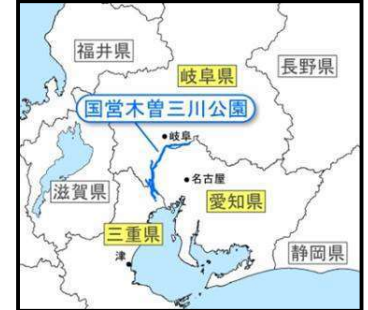 福井県
長野県
岐阜県
国営木曽三川公園
岐阜
名古屋
滋賀県
愛知県
三重県
静岡県
津